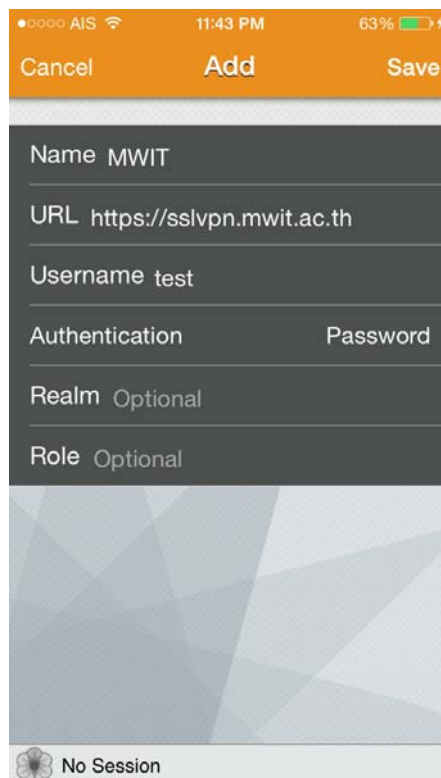 AIS 11:43 PM 63%
Cancel Add Save
Name MWIT
URL https://sslvpn.mwit.ac.th
Username test
Authentication Password
Realm Optional
Role Optional
No Session